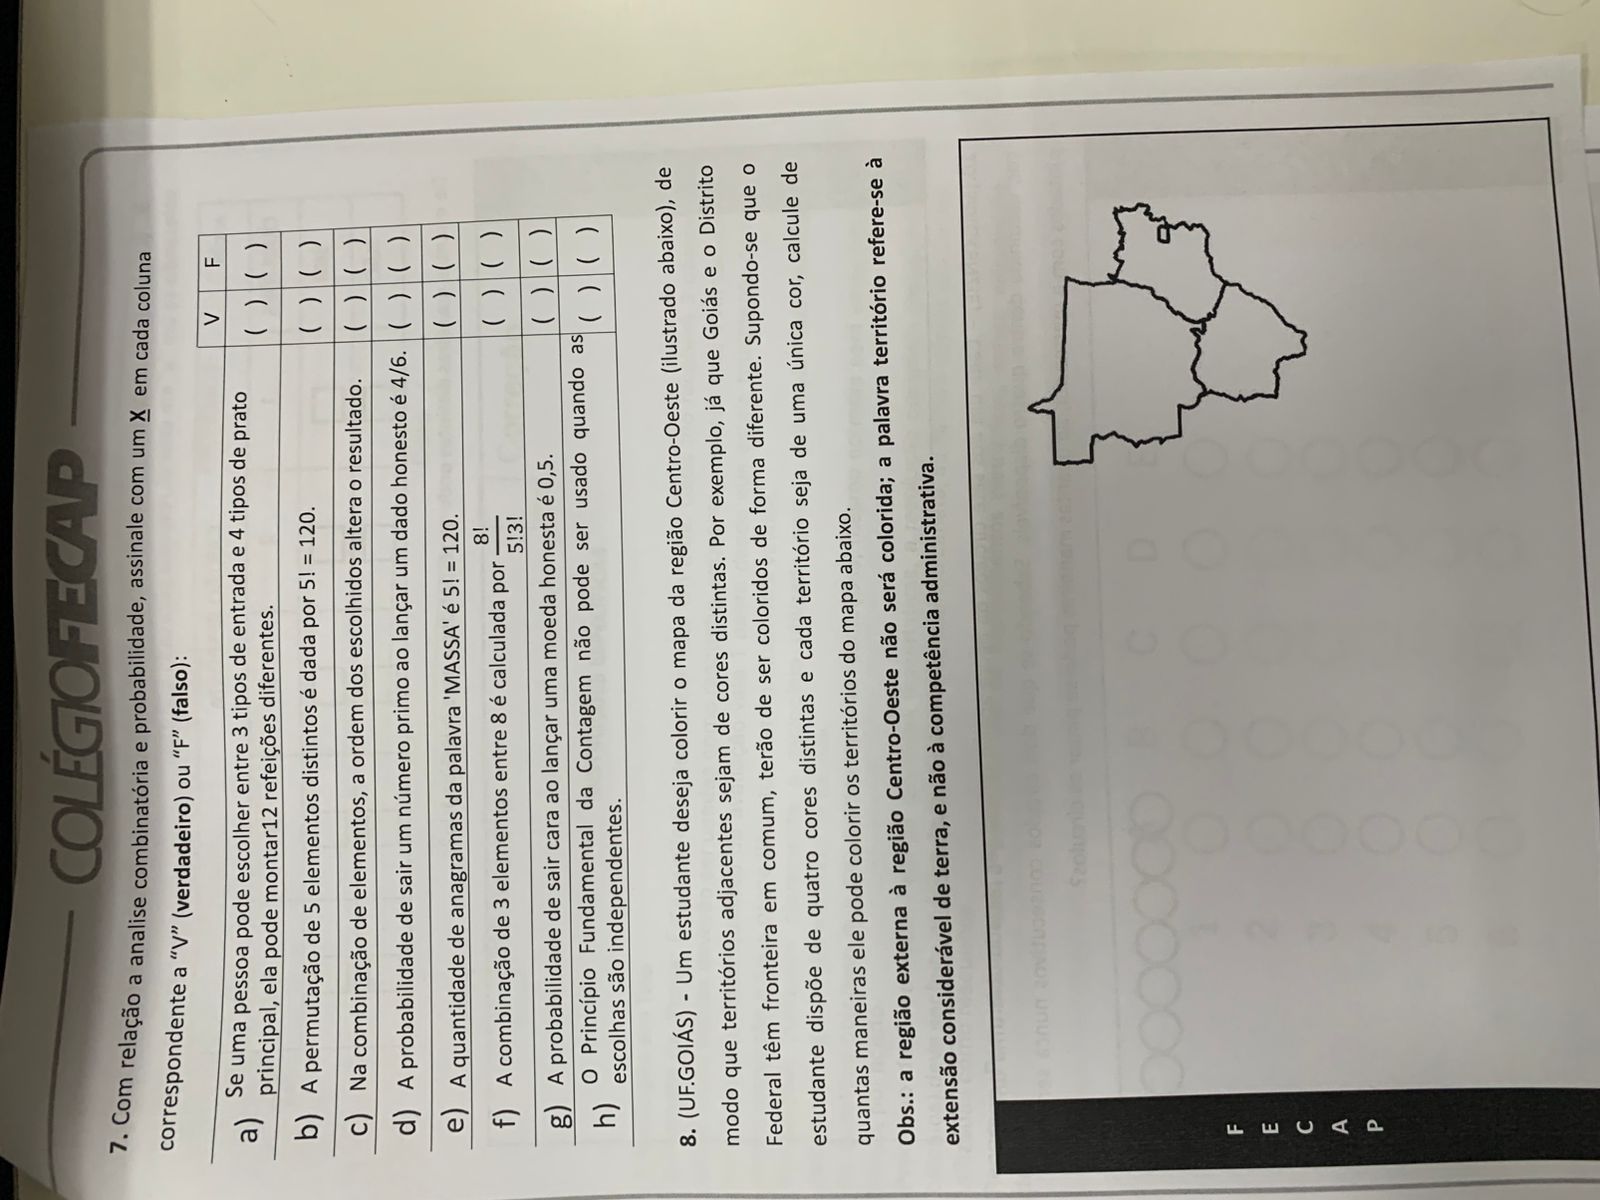 COLÉGIOFECAP
7. Com relação a analise combinatória e probabilidade, assinale com um X em cada coluna
correspondente a “V” (verdadeiro) ou “F” (falso):
V F
a) Se uma pessoa pode escolher entre 3 tipos de entrada e 4 tipos de prato
principal, ela pode montar12 refeições diferentes. ( ) ( )
b) A permutação de 5 elementos distintos é dada por 5! = 120. ( ) ( )
c) Na combinação de elementos, a ordem dos escolhidos altera o resultado. ( ) ( )
d) A probabilidade de sair um número primo ao lançar um dado honesto é 4/6. ( ) ( )
e) A quantidade de anagramas da palavra 'MASSA' é 5! = 120. ( ) ( )
f) A combinação de 3 elementos entre 8 é calculada por 8!/5!3! ( ) ( )
g) A probabilidade de sair cara ao lançar uma moeda honesta é 0,5. ( ) ( )
h) O Princípio Fundamental da Contagem não pode ser usado quando as
escolhas são independentes. ( ) ( )
8. (UF.GOIÁS) - Um estudante deseja colorir o mapa da região Centro-Oeste (ilustrado abaixo), de
modo que territórios adjacentes sejam de cores distintas. Por exemplo, já que Goiás e o Distrito
Federal têm fronteira em comum, terão de ser coloridos de forma diferente. Supondo-se que o
estudante dispõe de quatro cores distintas e cada território seja de uma única cor, calcule de
quantas maneiras ele pode colorir os territórios do mapa abaixo.
Obs.: a região externa à região Centro-Oeste não será colorida; a palavra território refere-se à
extensão considerável de terra, e não à competência administrativa.
F
E
C
A
P